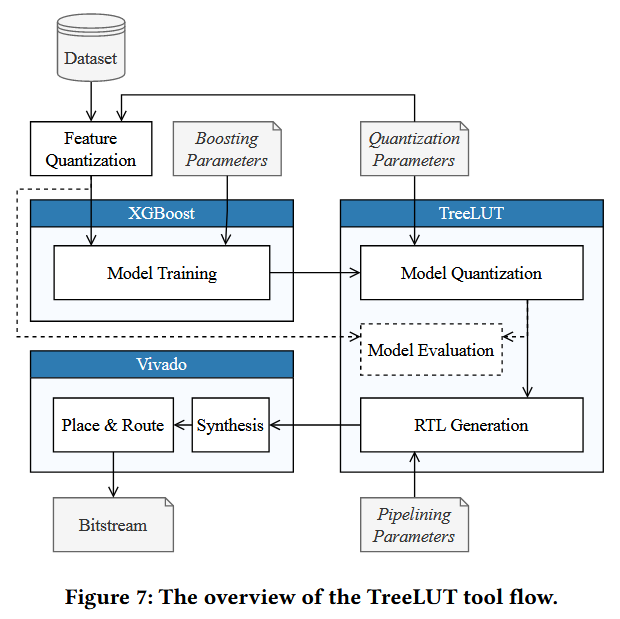 Dataset
Feature
Quantization
Boosting
Parameters
Quantization
Parameters
XGBoost
TreeLUT
Model Training
Model Quantization
Model Evaluation
Vivado
Place & Route
Synthesis
RTL Generation
Bitstream
Pipelining
Parameters
Figure 7: The overview of the TreeLUT tool flow.